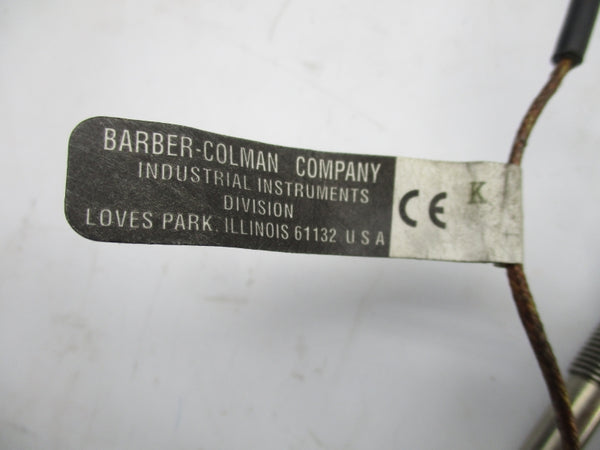 BARBER-COLMAN COMPANY
INDUSTRIAL INSTRUMENTS
DIVISION
LOVES PARK, ILLINOIS 61132 U S A
CE K